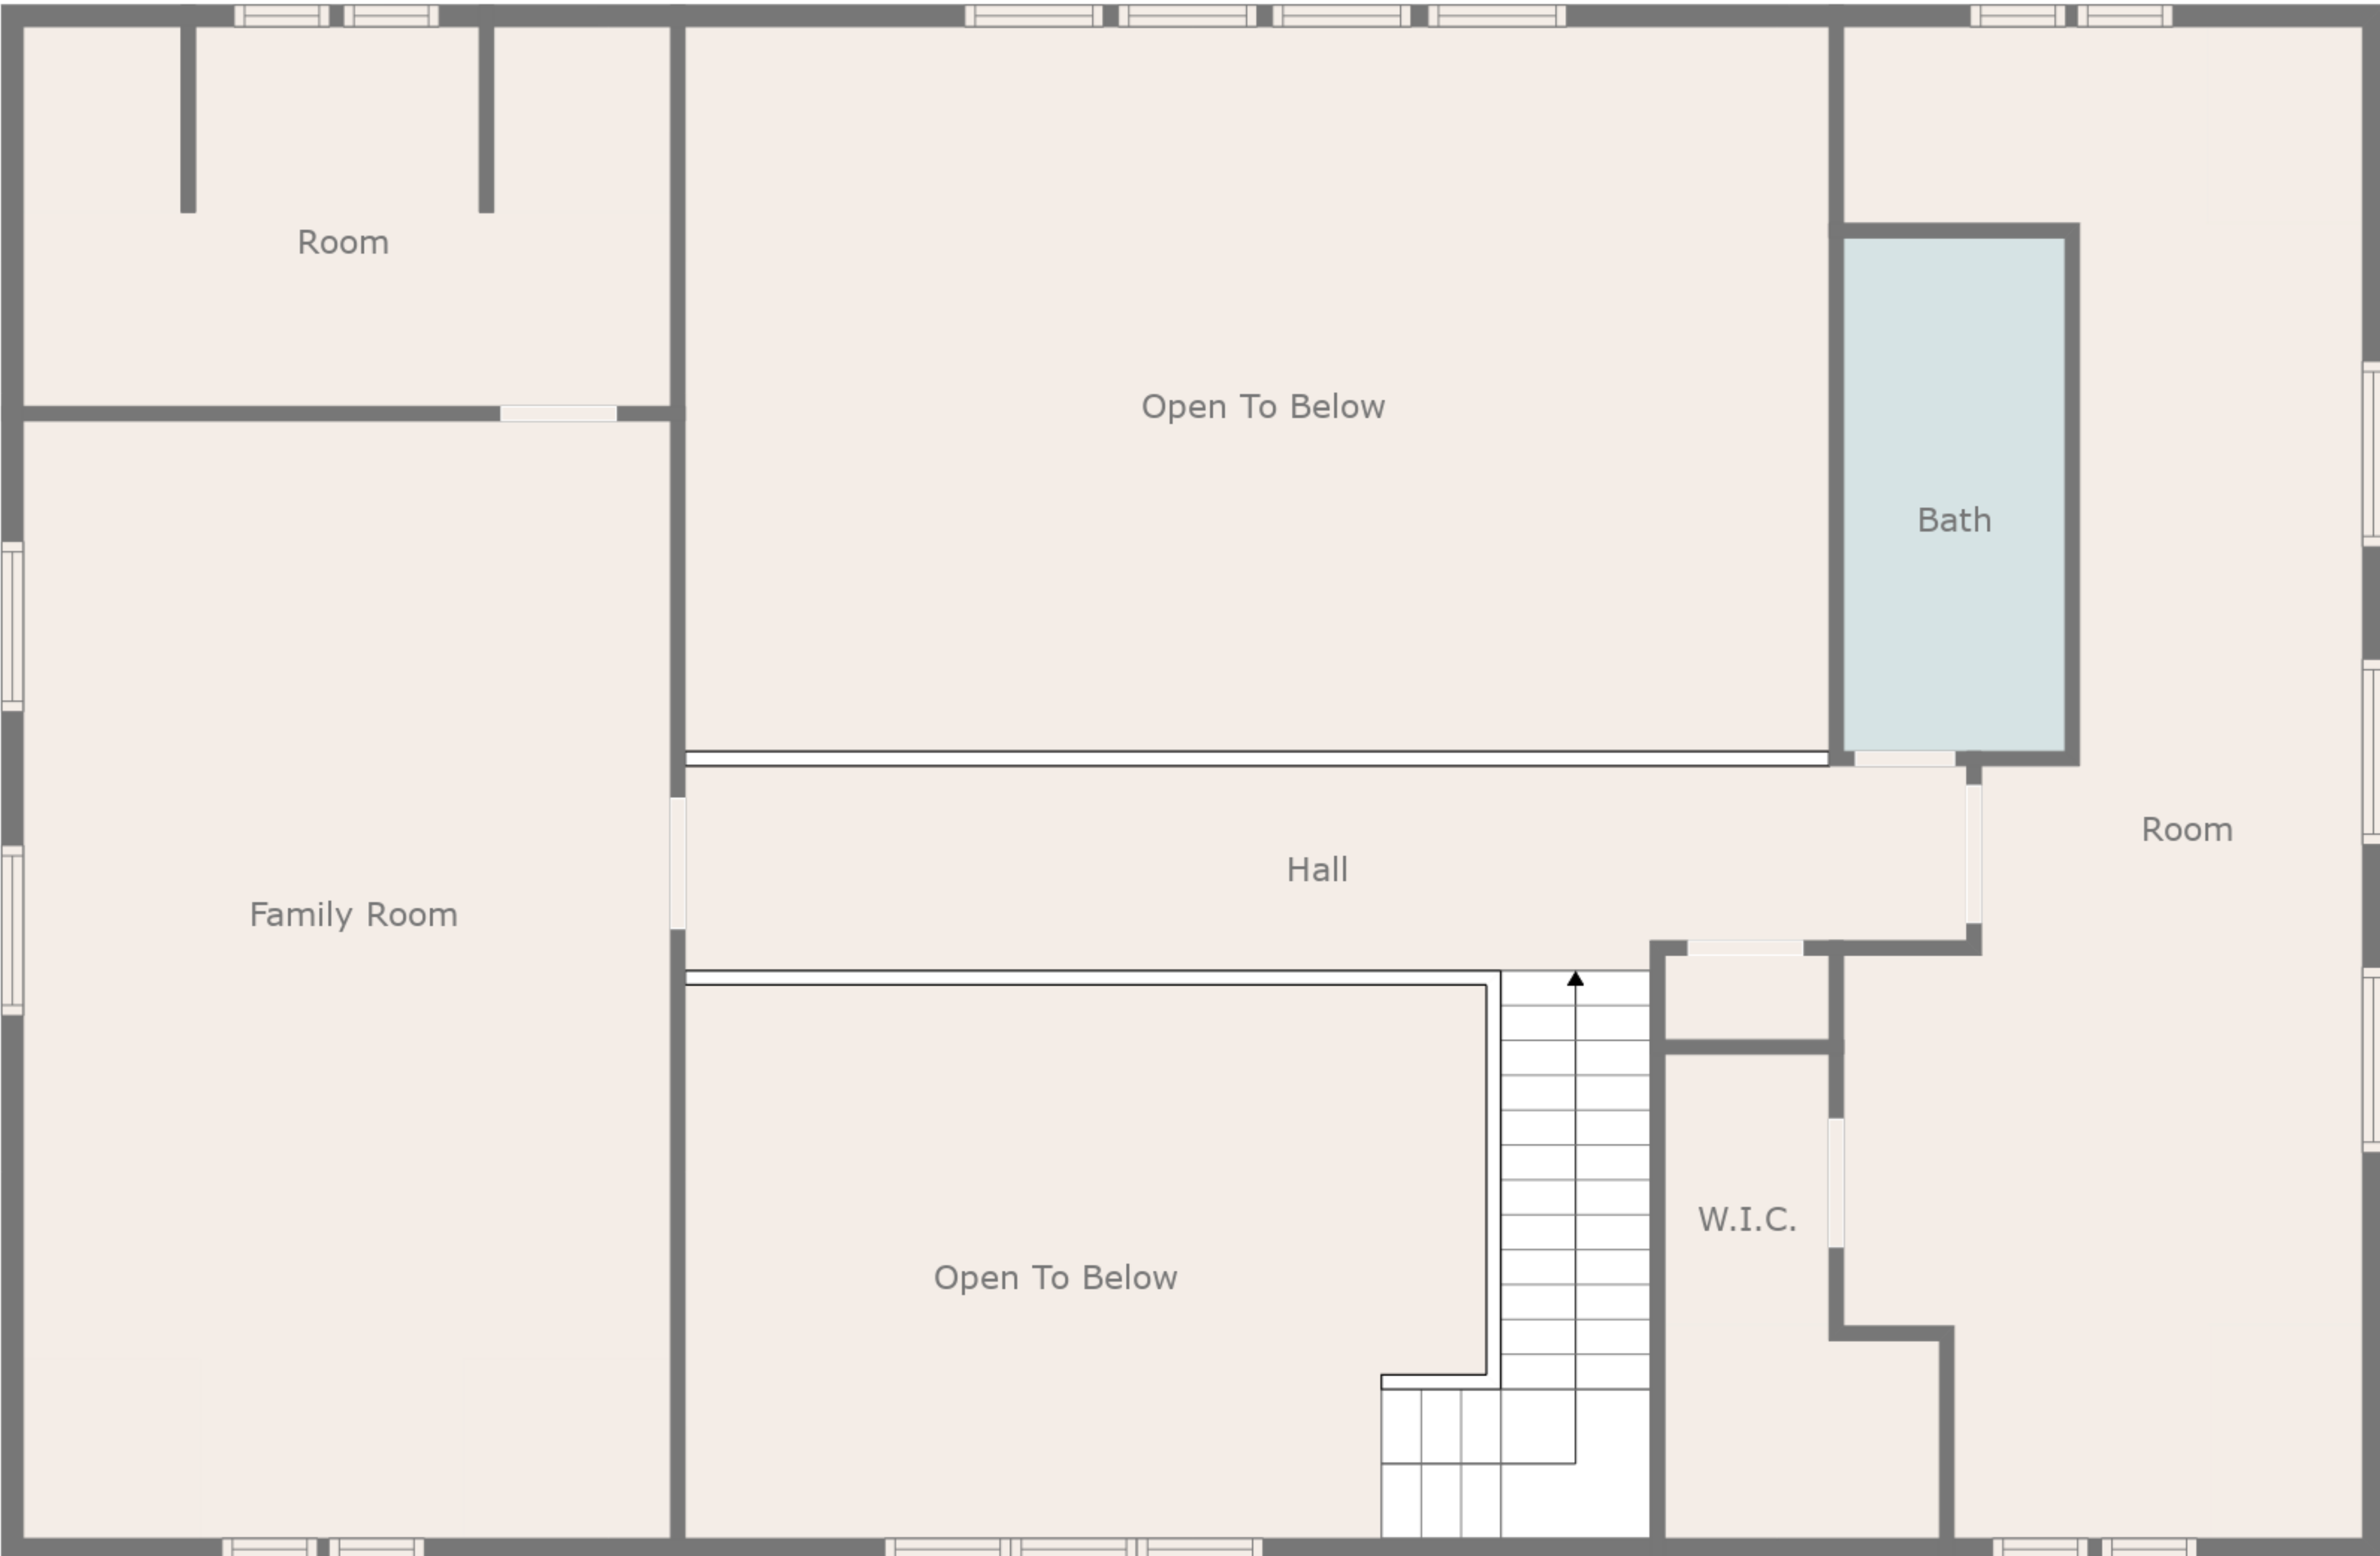 Room
Open To Below
Bath
Room
Hall
Family Room
W.I.C.
Open To Below